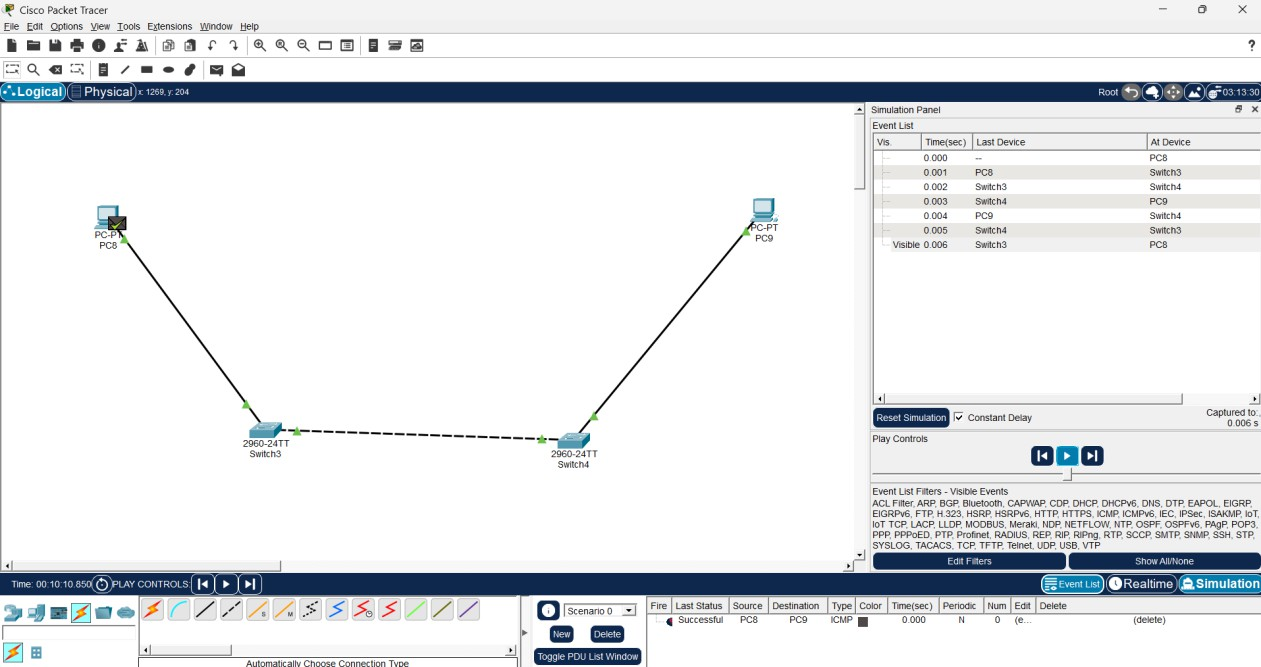 Cisco Packet Tracer
File Edit Options View Tools Extensions Window Help
?
Logical Physical x: 1269, y: 204 Root 03:13:30
Simulation Panel
Event List
Vis. Time(sec) Last Device At Device
0.000 -- PC8
0.001 PC8 Switch3
0.002 Switch3 Switch4
0.003 Switch4 PC9
0.004 PC9 Switch4
0.005 Switch4 Switch3
Visible 0.006 Switch3 PC8
PC-PT
PC8
PC-PT
PC9
2960-24TT
Switch3
2960-24TT
Switch4
Reset Simulation Constant Delay Captured to:
0.006 s
Play Controls
Event List Filters - Visible Events
ACL Filter, ARP, BGP, Bluetooth, CAPWAP, CDP, DHCP, DHCPv6, DNS, DTP, EAPOL, EIGRP,
EIGRPv6, FTP, H.323, HSRP, HSRPv6, HTTP, HTTPS, ICMP, ICMPv6, IEC, IPSec, ISAKMP, IoT,
IoT TCP, LACP, LLDP, MODBUS, Meraki, NDP, NETFLOW, NTP, OSPF, OSPFv6, PAgP, POP3,
PPP, PPPoED, PTP, Profinet, RADIUS, REP, RIP, RIPng, RTP, SCCP, SMTP, SNMP, SSH, STP,
SYSLOG, TACACS, TCP, TFTP, Telnet, UDP, USB, VTP
Edit Filters Show All/None
Time: 00:10:10.850 PLAY CONTROLS: Event List Realtime Simulation
Scenario 0
New Delete
Toggle PDU List Window
Fire Last Status Source Destination Type Color Time(sec) Periodic Num Edit Delete
Successful PC8 PC9 ICMP 0.000 N 0 (e... (delete)
Automatically Choose Connection Type